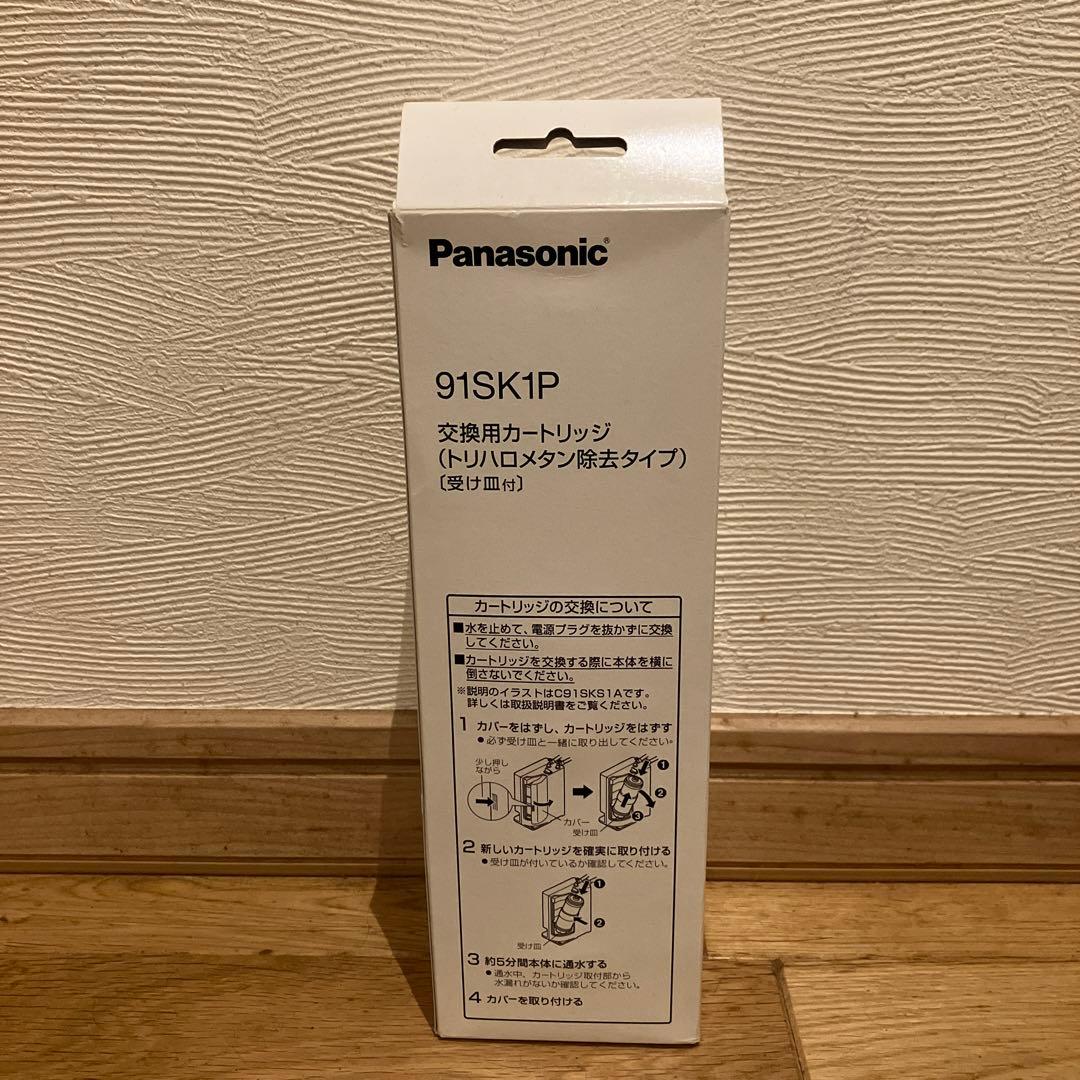 Panasonic®
91SK1P
交換用カートリッジ
(トリハロメタン除去タイプ)
〔受け皿付〕
カートリッジの交換について
■水を止めて、電源プラグを抜かずに交換
してください。
■カートリッジを交換する際に本体を横に
倒さないでください。
※説明のイラストはC91SKS1Aです。
詳しくは取扱説明書をご覧ください。
1 カバーをはずし、カートリッジをはずす
●必ず受け皿と一緒に取り出してください。
少し押し
ながら
カバー
受け皿
❶
❷
❸
2 新しいカートリッジを確実に取り付ける
●受け皿が付いているか確認してください。
❶
❷
受け皿
3 約5分間本体に通水する
●通水中、カートリッジ取付部から
水漏れがないか確認してください。
4 カバーを取り付ける